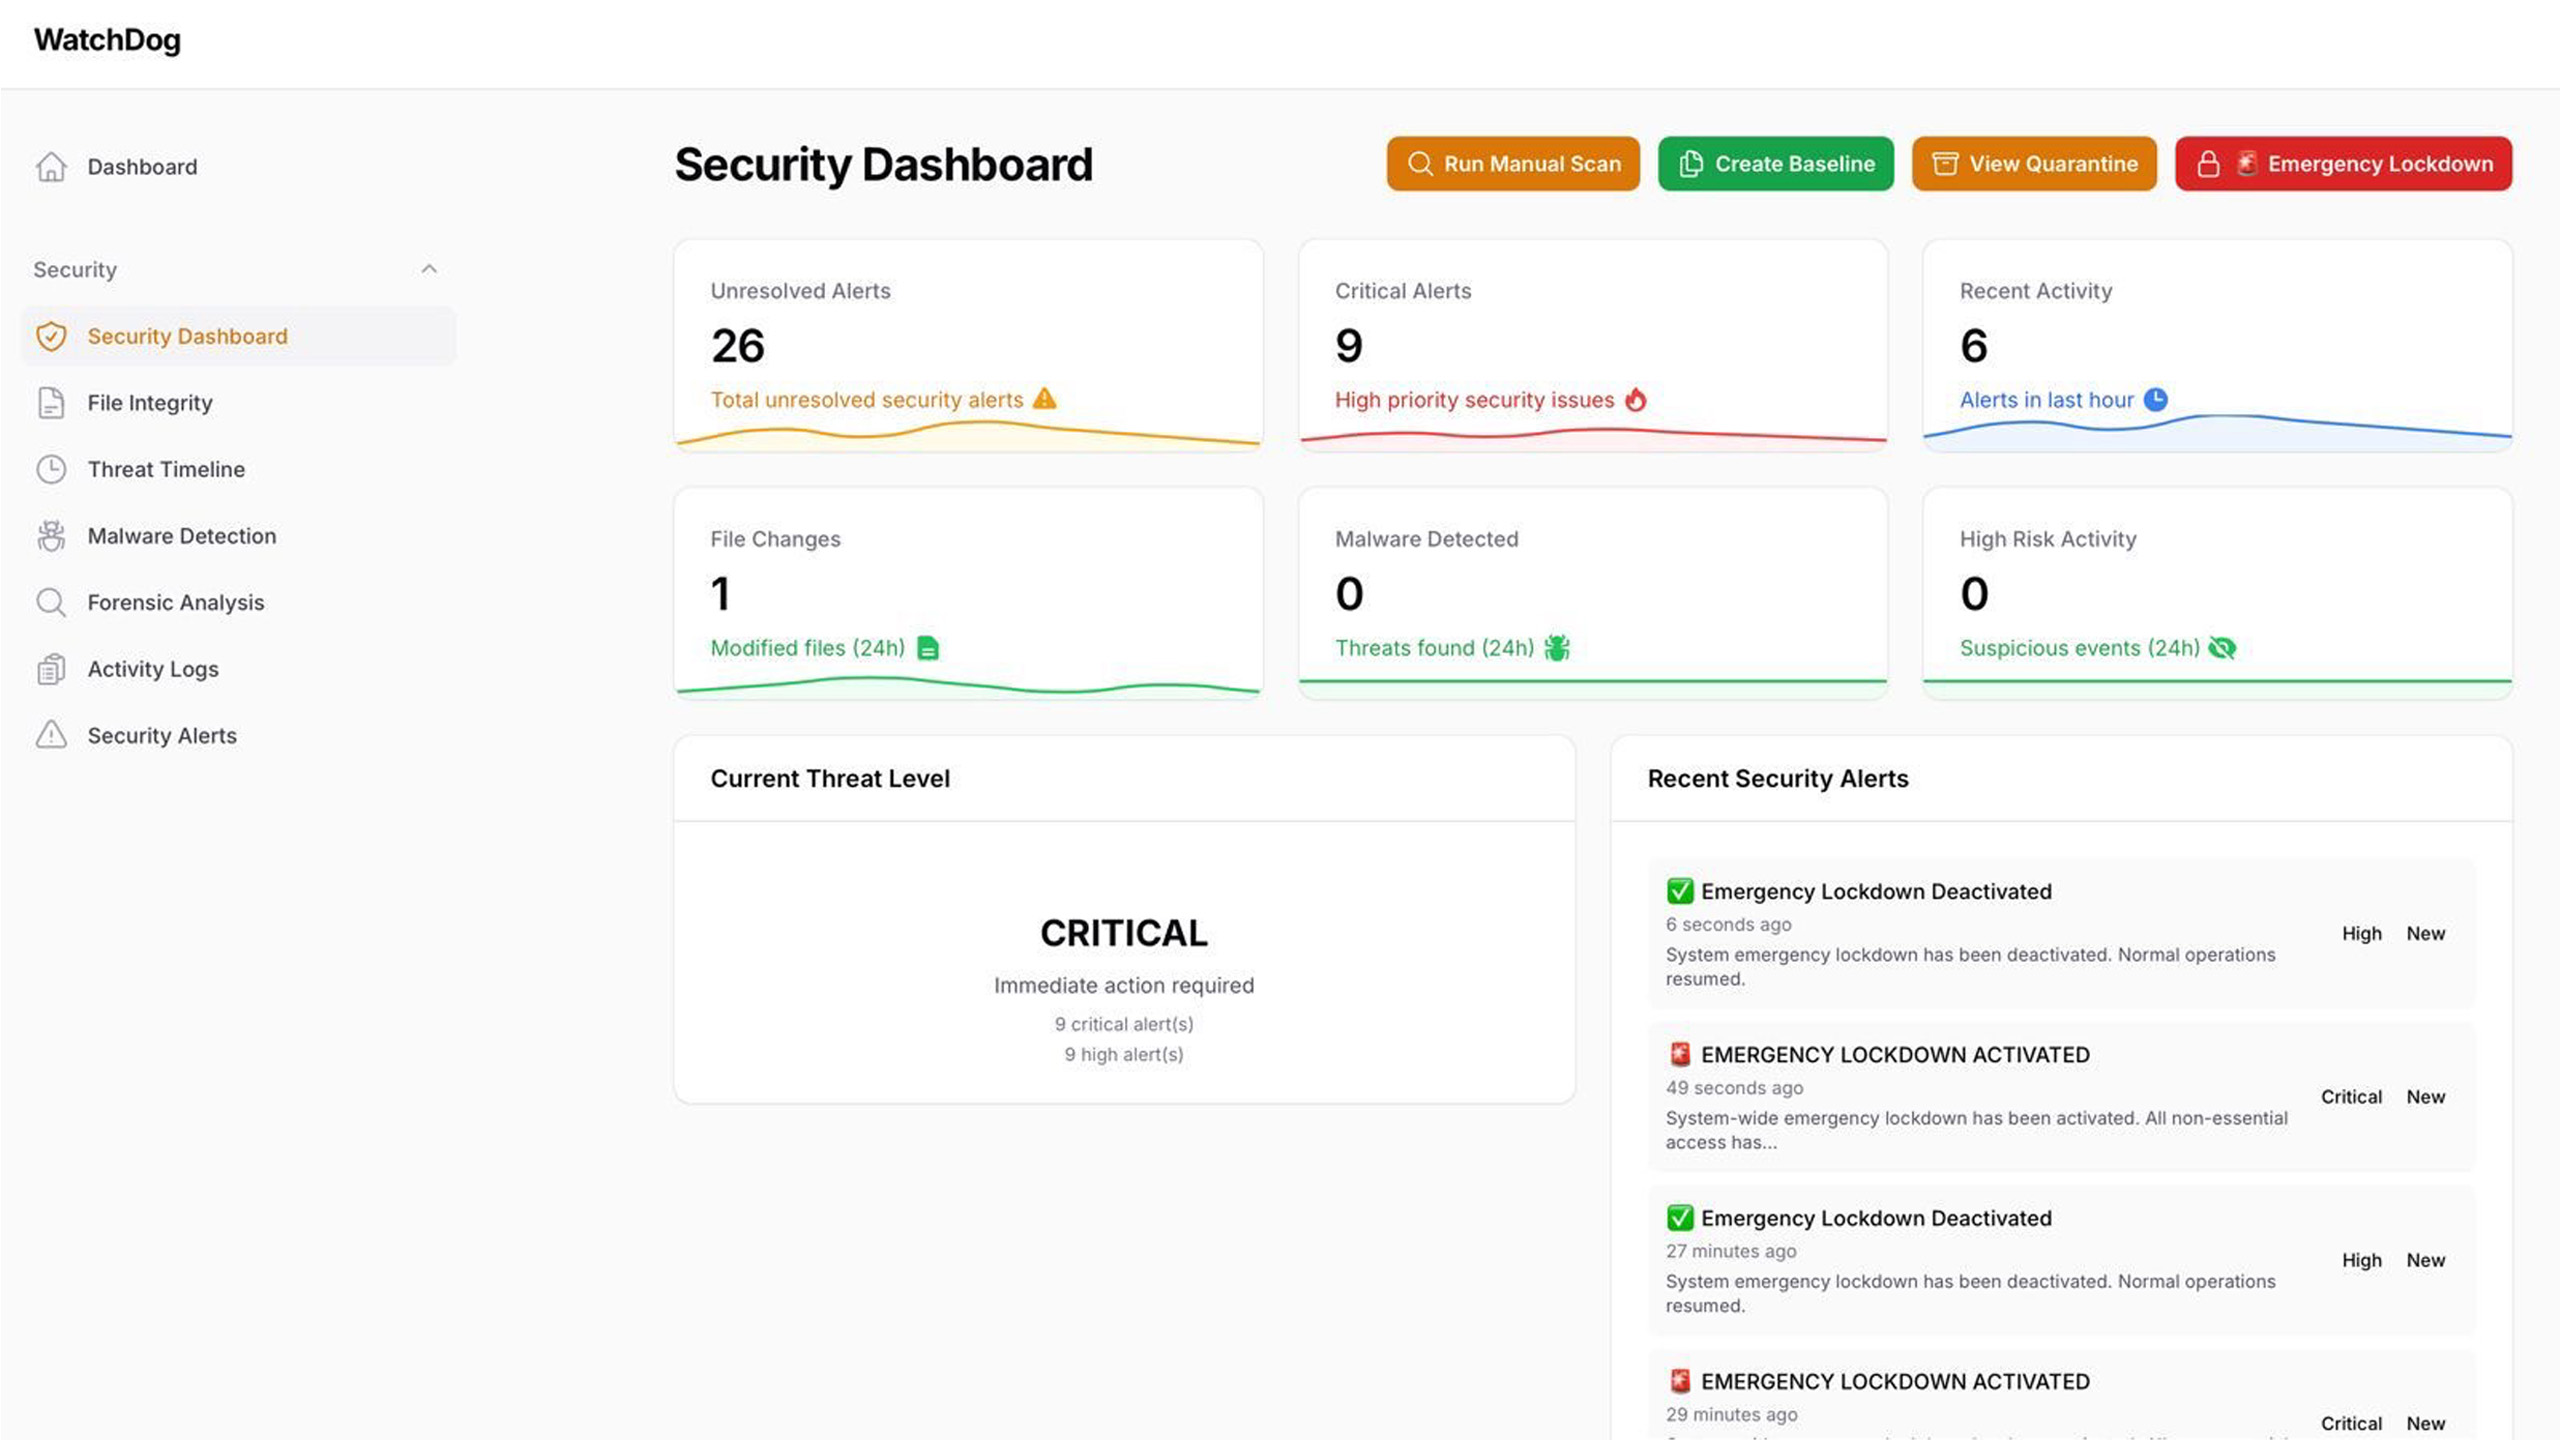 WatchDog
Dashboard
Security
Security Dashboard
File Integrity
Threat Timeline
Malware Detection
Forensic Analysis
Activity Logs
Security Alerts
Security Dashboard
Run Manual Scan
Create Baseline
View Quarantine
🚨 Emergency Lockdown
Unresolved Alerts
26
Total unresolved security alerts
Critical Alerts
9
High priority security issues
Recent Activity
6
Alerts in last hour
File Changes
1
Modified files (24h)
Malware Detected
0
Threats found (24h)
High Risk Activity
0
Suspicious events (24h)
Current Threat Level
CRITICAL
Immediate action required
9 critical alert(s)
9 high alert(s)
Recent Security Alerts
✅ Emergency Lockdown Deactivated
6 seconds ago
System emergency lockdown has been deactivated. Normal operations
resumed.
High New
🚨 EMERGENCY LOCKDOWN ACTIVATED
49 seconds ago
System-wide emergency lockdown has been activated. All non-essential
access has...
Critical New
✅ Emergency Lockdown Deactivated
27 minutes ago
System emergency lockdown has been deactivated. Normal operations
resumed.
High New
🚨 EMERGENCY LOCKDOWN ACTIVATED
29 minutes ago
Critical New